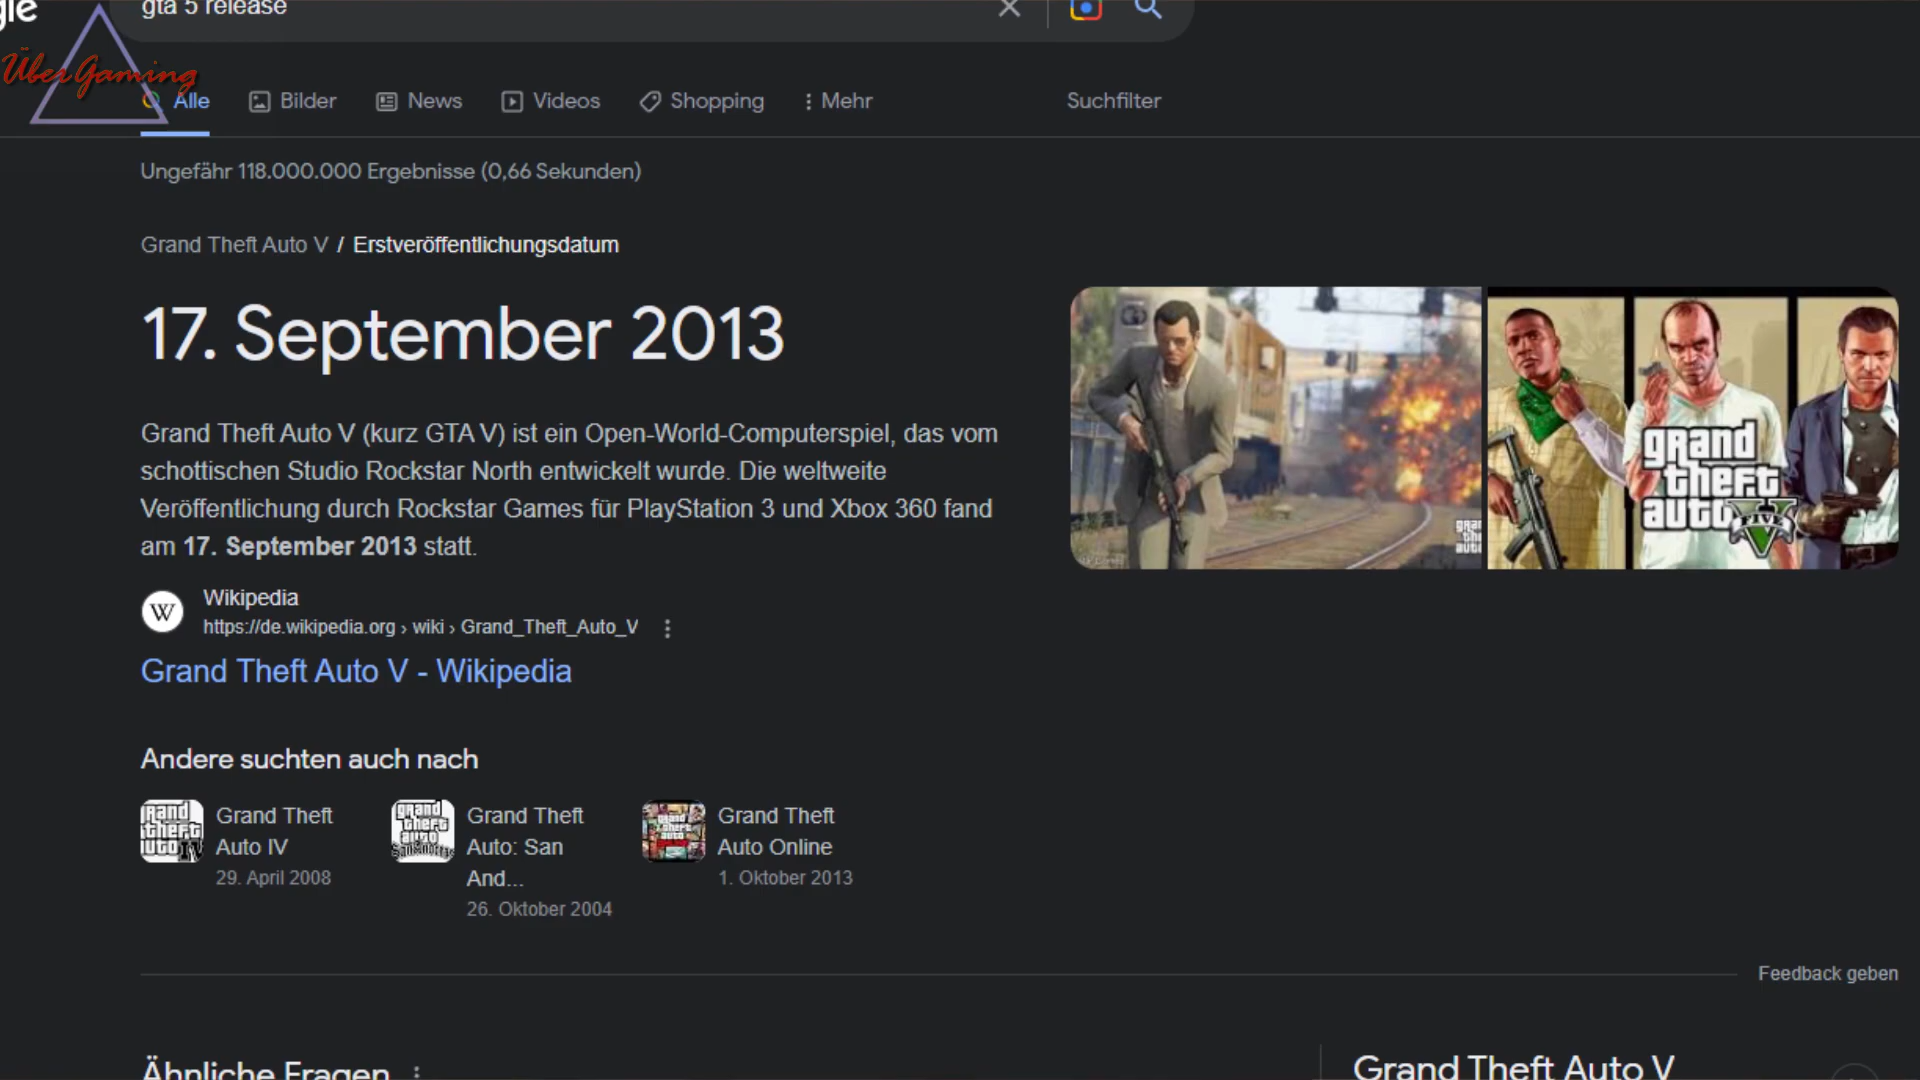 gle
gta 5 release
ÜberGaming
Alle
Bilder
News
Videos
Shopping
Mehr
Suchfilter
Ungefähr 118.000.000 Ergebnisse (0,66 Sekunden)
Grand Theft Auto V / Erstveröffentlichungsdatum
17. September 2013
Grand Theft Auto V (kurz GTA V) ist ein Open-World-Computerspiel, das vom
schottischen Studio Rockstar North entwickelt wurde. Die weltweite
Veröffentlichung durch Rockstar Games für PlayStation 3 und Xbox 360 fand
am 17. September 2013 statt.
grand
theft
auto
FIVE
W
Wikipedia
https://de.wikipedia.org › wiki › Grand_Theft_Auto_V
Grand Theft Auto V - Wikipedia
Andere suchten auch nach
Grand Theft
Auto IV
29. April 2008
Grand Theft
Auto: San
And...
26. Oktober 2004
Grand Theft
Auto Online
1. Oktober 2013
Feedback geben
Ähnliche Fragen
Grand Theft Auto V